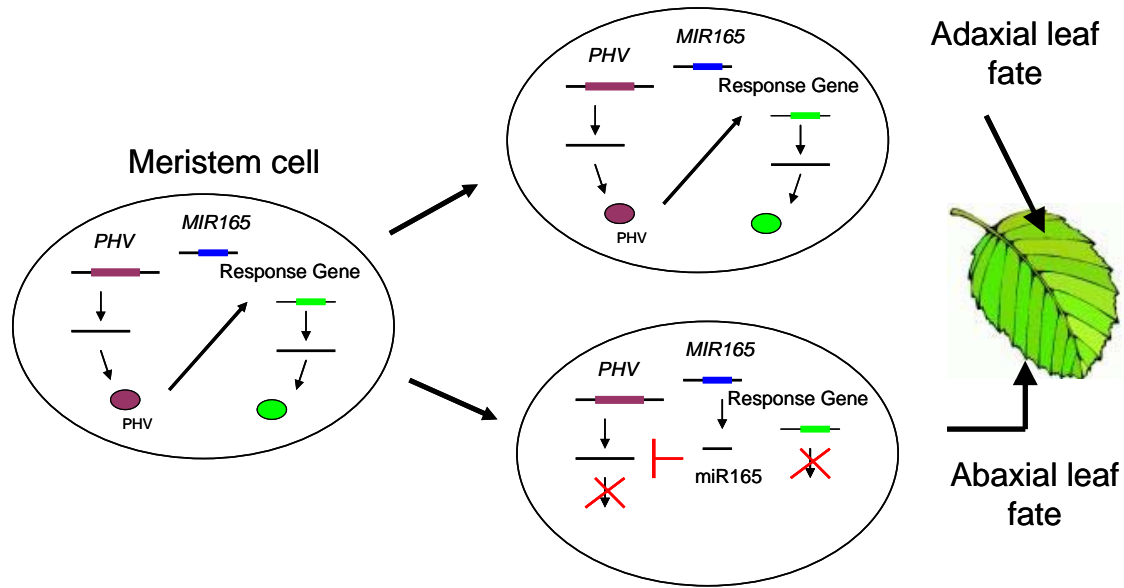 Meristem cell
PHV
MIR165
Response Gene
PHV
PHV
MIR165
Response Gene
PHV
PHV
MIR165
Response Gene
miR165
Adaxial leaf
fate
Abaxial leaf
fate